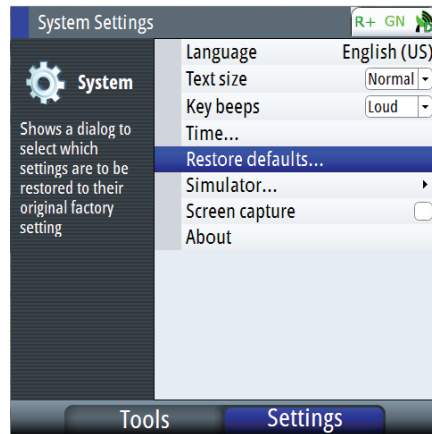 System Settings R+ GN
System
Shows a dialog to
select which
settings are to be
restored to their
original factory
setting
Language English (US)
Text size Normal
Key beeps Loud
Time...
Restore defaults...
Simulator...
Screen capture
About
Tools Settings